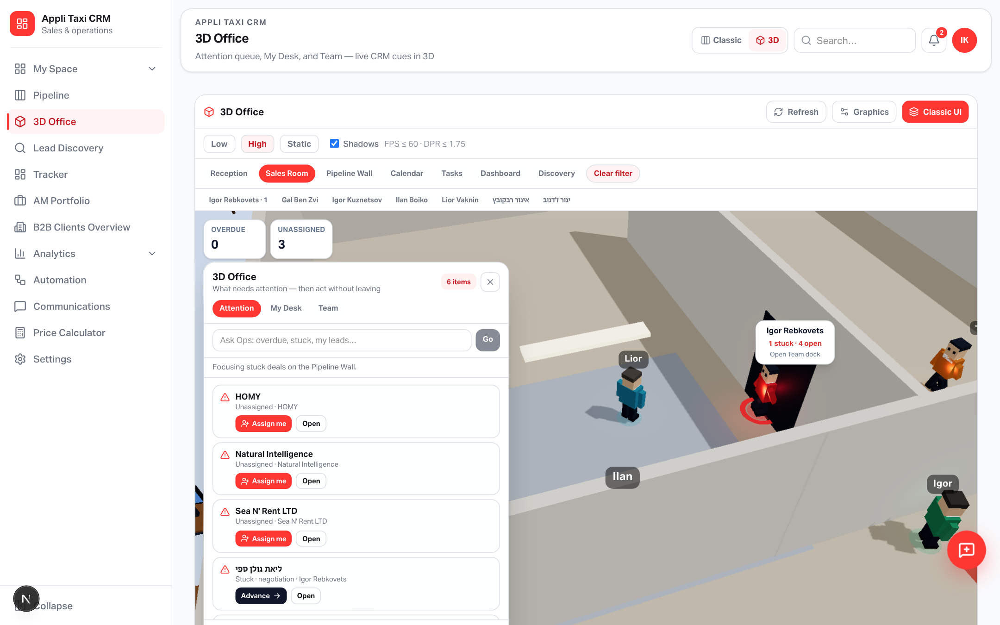 Appli Taxi CRM
Sales & operations
My Space
Pipeline
3D Office
Lead Discovery
Tracker
AM Portfolio
B2B Clients Overview
Analytics
Automation
Communications
Price Calculator
Settings
N
Collapse
APPLI TAXI CRM
3D Office
Attention queue, My Desk, and Team — live CRM cues in 3D
Classic
3D
Search...
2
IK
3D Office
Refresh
Graphics
Classic UI
Low
High
Static
Shadows
FPS ≤ 60 · DPR ≤ 1.75
Reception
Sales Room
Pipeline Wall
Calendar
Tasks
Dashboard
Discovery
Clear filter
Igor Rebkovets · 1
Gal Ben Zvi
Igor Kuznetsov
Ilan Boiko
Lior Vaknin
איגור רבקובץ
יגור ז'דנוב
OVERDUE
0
UNASSIGNED
3
3D Office
What needs attention — then act without leaving
6 items
Attention
My Desk
Team
Ask Ops: overdue, stuck, my leads...
Go
Focusing stuck deals on the Pipeline Wall.
HOMY
Unassigned · HOMY
Assign me
Open
Natural Intelligence
Unassigned · Natural Intelligence
Assign me
Open
Sea N' Rent LTD
Unassigned · Sea N' Rent LTD
Assign me
Open
ליאת גולן ספי
Stuck · negotiation · Igor Rebkovets
Advance
Open
Igor Rebkovets
1 stuck · 4 open
Open Team dock
Lior
Ilan
Igor